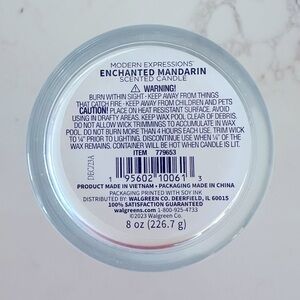 MODERN EXPRESSIONS™
ENCHANTED MANDARIN
SCENTED CANDLE
⚠ WARNING!
BURN WITHIN SIGHT · KEEP AWAY FROM THINGS
THAT CATCH FIRE · KEEP AWAY FROM CHILDREN AND PETS
CAUTION! PLACE ON HEAT RESISTANT SURFACE. AVOID
USING IN DRAFTY AREAS. KEEP WAX POOL CLEAR OF DEBRIS.
DO NOT ALLOW WICK TRIMMINGS TO ACCUMULATE IN WAX
POOL. DO NOT BURN MORE THAN 4 HOURS EACH USE. TRIM WICK
TO ¼" PRIOR TO LIGHTING. DISCONTINUE USE WHEN ¼" OF THE
WAX REMAINS. CONTAINER WILL BE HOT WHEN CANDLE IS LIT.
ITEM 779653
DEC223A
1 95602 10061 3
PRODUCT MADE IN VIETNAM · PACKAGING MADE IN CHINA
PACKAGING PRINTED WITH SOY INK
DISTRIBUTED BY: WALGREEN CO. DEERFIELD, IL 60015
100% SATISFACTION GUARANTEED
walgreens.com 1-800-925-4733
©2023 Walgreen Co.
8 oz (226.7 g)